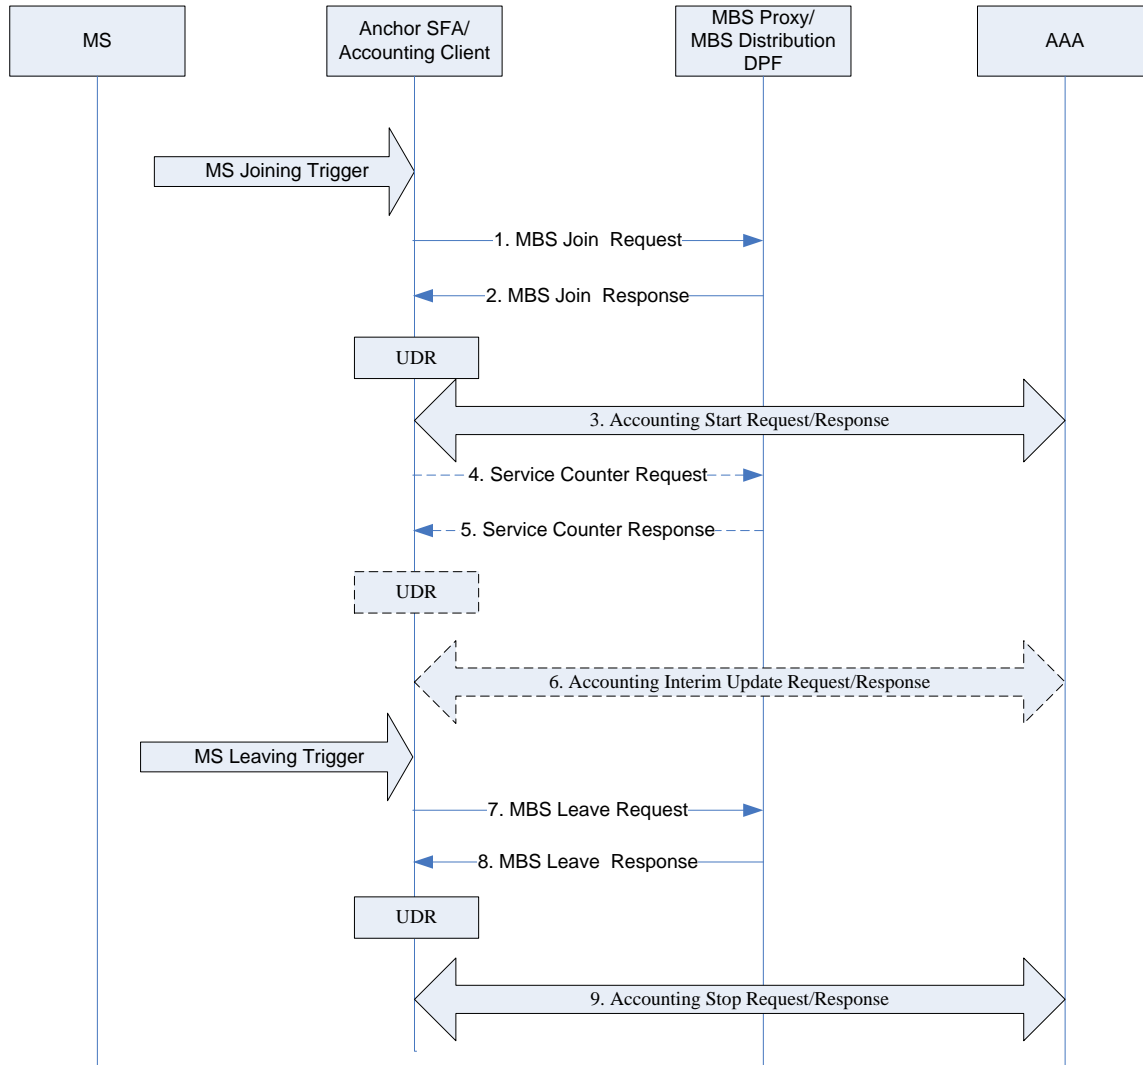 MS
Anchor SFA/
Accounting Client
MBS Proxy/
MBS Distribution
DPF
AAA
MS Joining Trigger
1. MBS Join  Request
2. MBS Join  Response
UDR
3. Accounting Start Request/Response
4. Service Counter Request
5. Service Counter Response
UDR
6. Accounting Interim Update Request/Response
MS Leaving Trigger
7. MBS Leave Request
8. MBS Leave  Response
UDR
9. Accounting Stop Request/Response